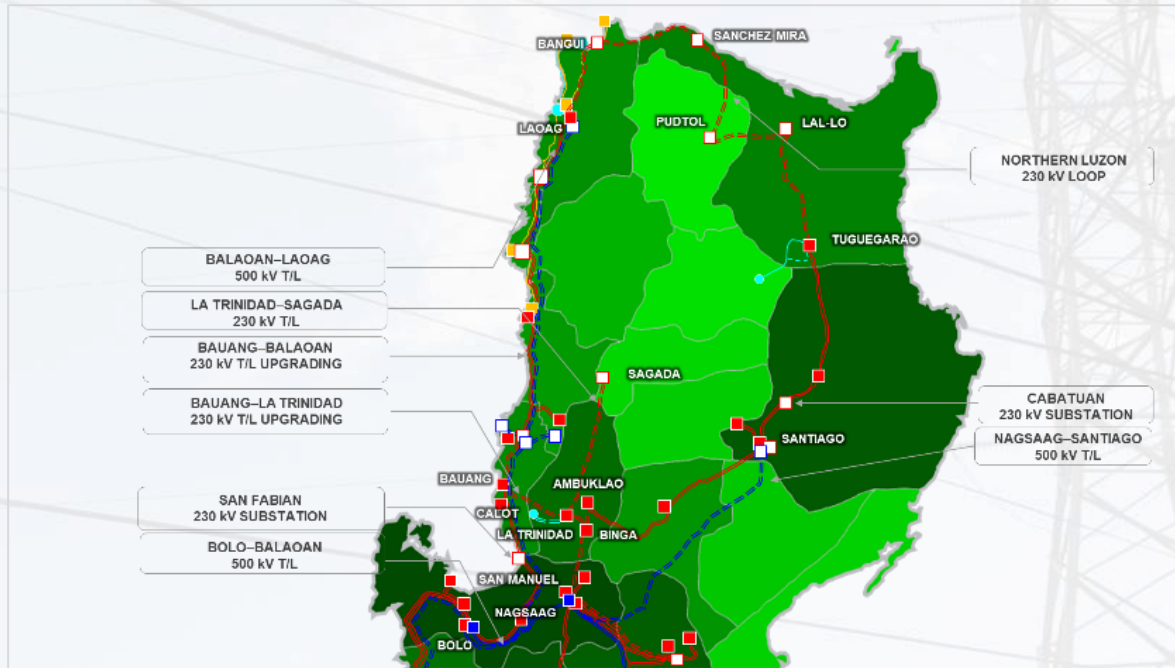 BANGUI
SANCHEZ MIRA
LAOAG
PUDTOL
LAL-LO
NORTHERN LUZON
230 kV LOOP
TUGUEGARAO
BALAOAN–LAOAG
500 kV T/L
LA TRINIDAD–SAGADA
230 kV T/L
BAUANG–BALAOAN
230 kV T/L UPGRADING
SAGADA
BAUANG–LA TRINIDAD
230 kV T/L UPGRADING
CABATUAN
230 kV SUBSTATION
SANTIAGO
NAGSAAG–SANTIAGO
500 kV T/L
BAUANG
AMBUKLAO
SAN FABIAN
230 kV SUBSTATION
CALOT
LA TRINIDAD
BINGA
BOLO–BALAOAN
500 kV T/L
SAN MANUEL
NAGSAAG
BOLO